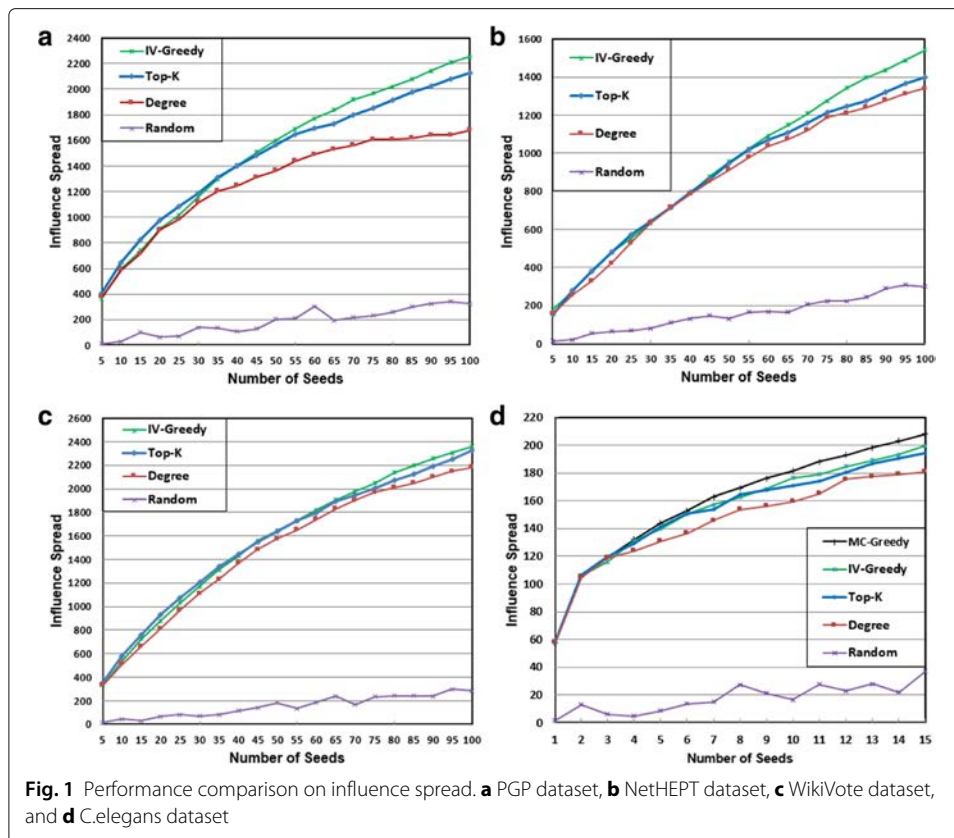 a
2400
2200
2000
1800
1600
1400
1200
1000
800
600
400
200
0
Influence Spread
IV-Greedy
Top-K
Degree
Random
5 10 15 20 25 30 35 40 45 50 55 60 65 70 75 80 85 90 95 100
Number of Seeds
b
1600
1400
1200
1000
800
600
400
200
0
Influence Spread
IV-Greedy
Top-K
Degree
Random
5 10 15 20 25 30 35 40 45 50 55 60 65 70 75 80 85 90 95 100
Number of Seeds
c
2600
2400
2200
2000
1800
1600
1400
1200
1000
800
600
400
200
0
Influence Spread
IV-Greedy
Top-K
Degree
Random
5 10 15 20 25 30 35 40 45 50 55 60 65 70 75 80 85 90 95 100
Number of Seeds
d
220
200
180
160
140
120
100
80
60
40
20
0
Influence Spread
MC-Greedy
IV-Greedy
Top-K
Degree
Random
1 2 3 4 5 6 7 8 9 10 11 12 13 14 15
Number of Seeds
Fig. 1 Performance comparison on influence spread. a PGP dataset, b NetHEPT dataset, c WikiVote dataset,
and d C.elegans dataset